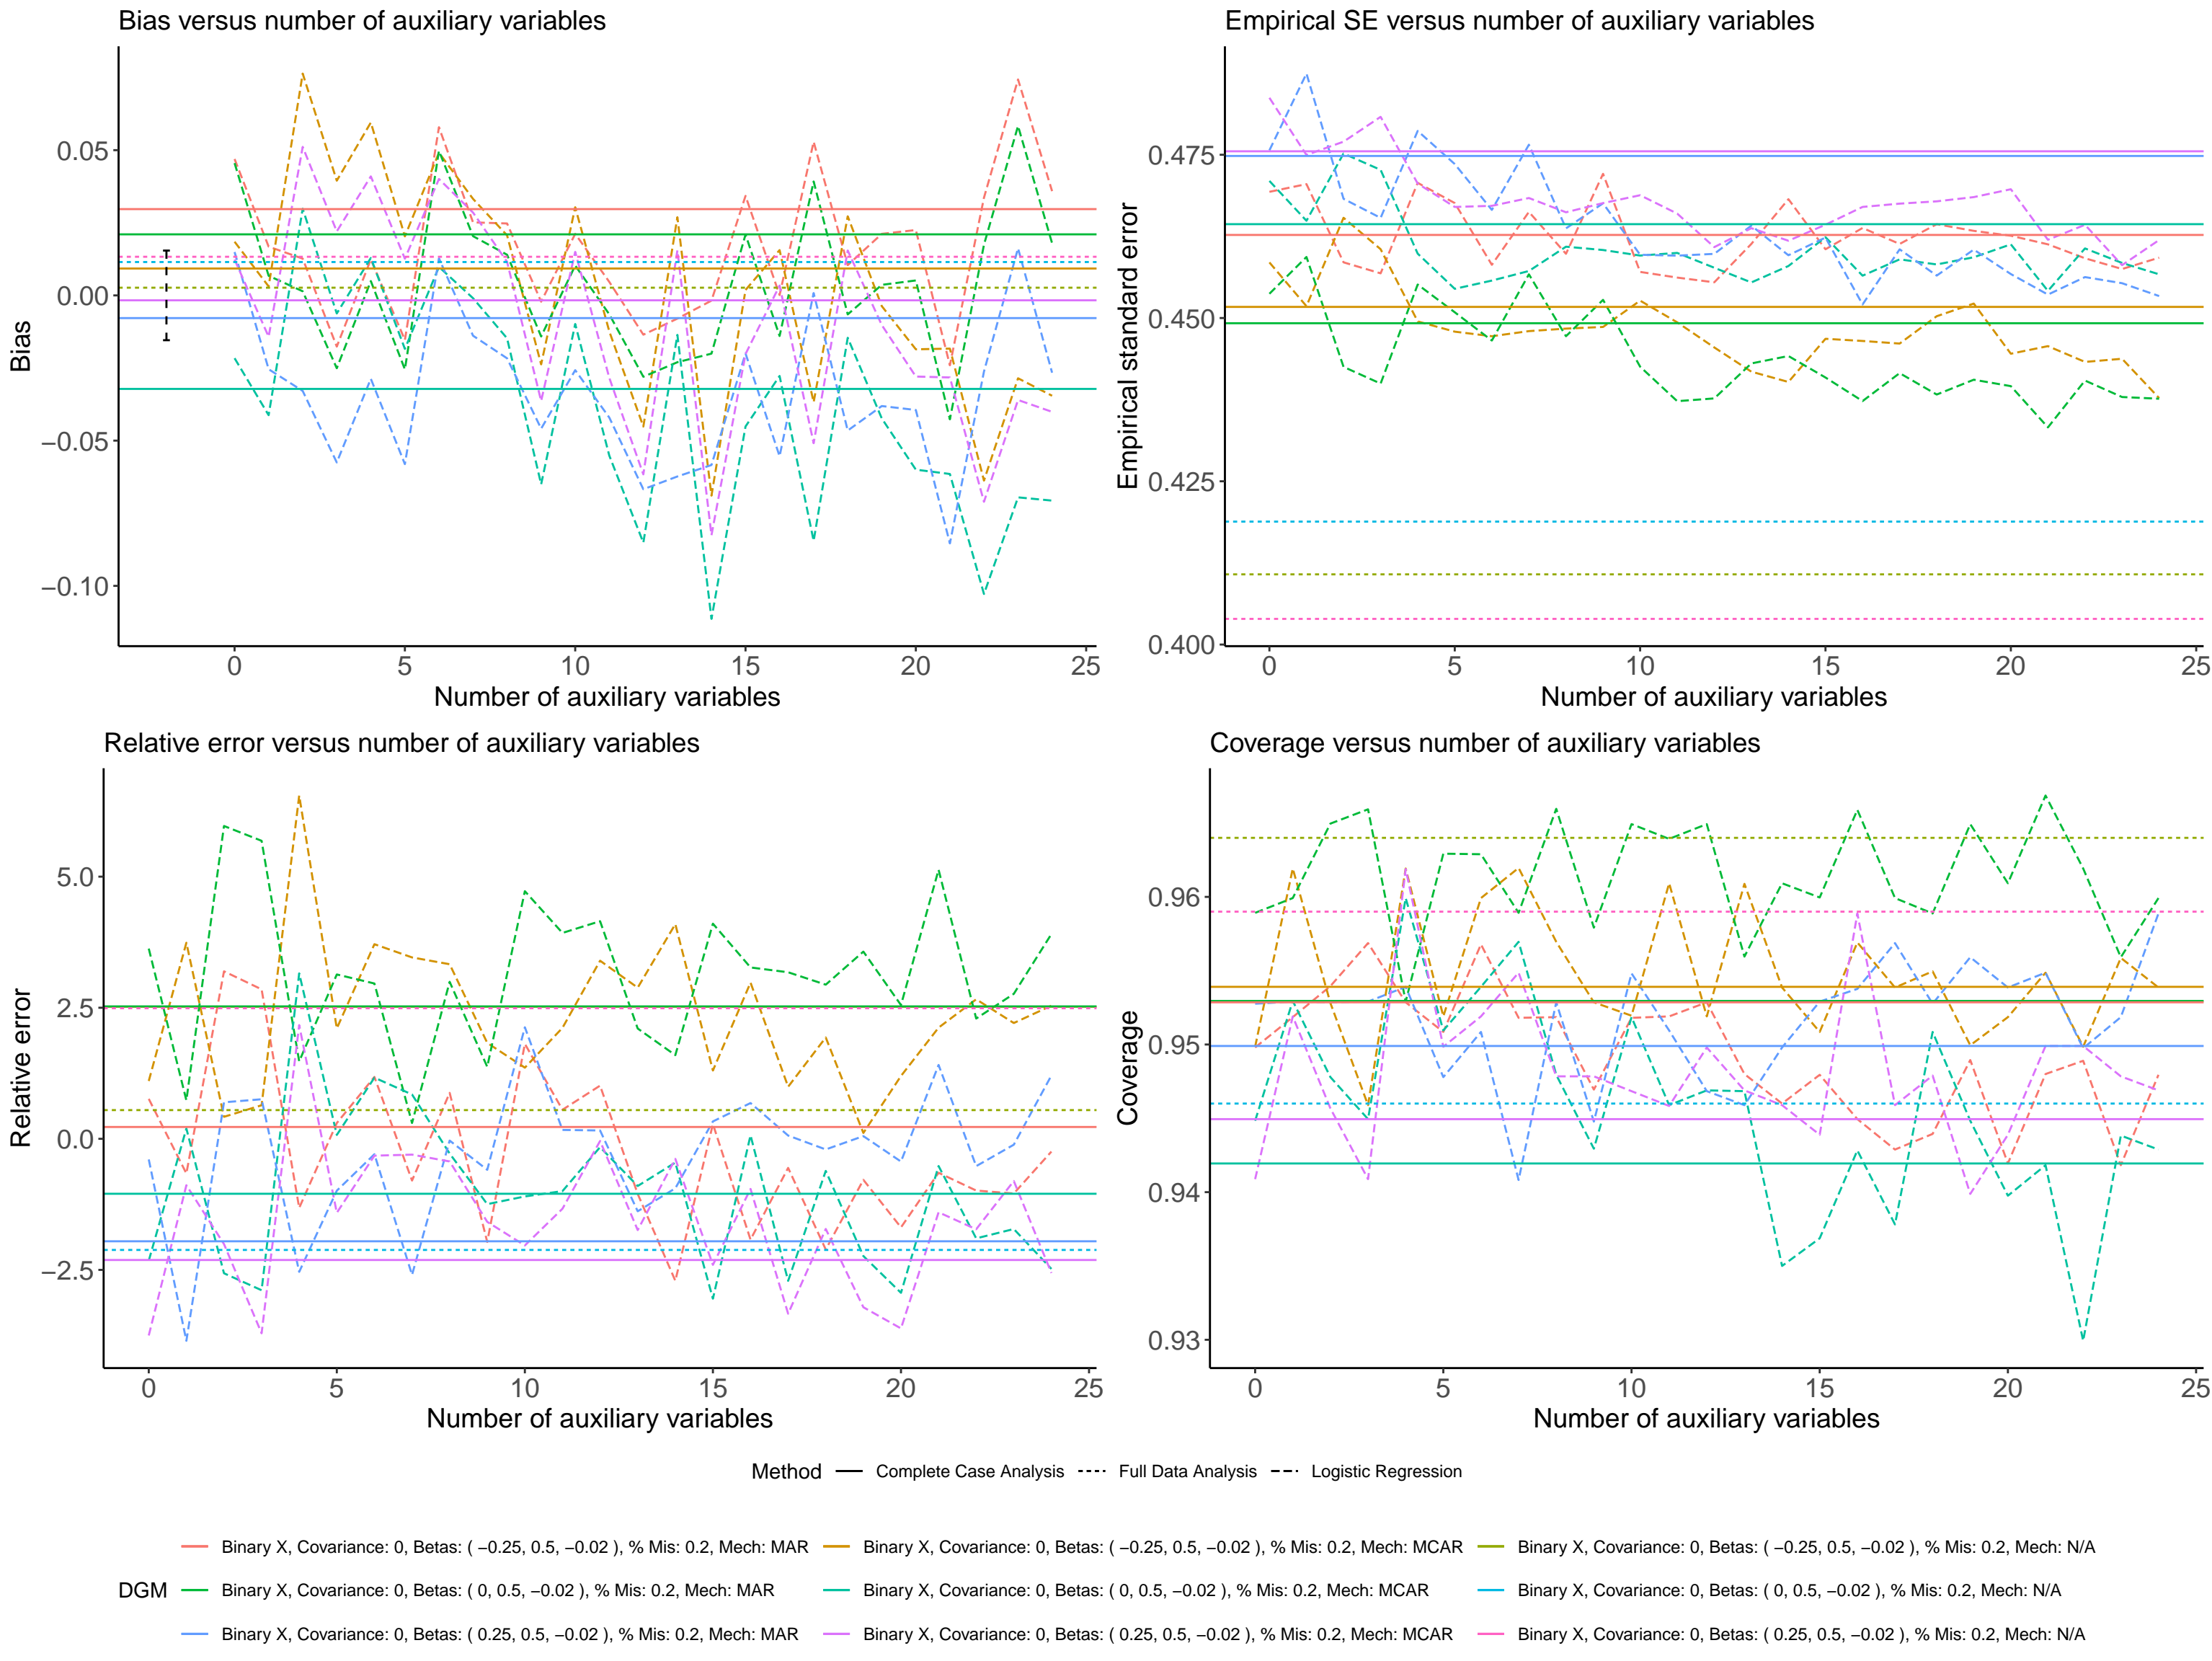 Bias versus number of auxiliary variables
Bias
0.05
0.00
−0.05
−0.10
0 5 10 15 20 25
Number of auxiliary variables
Empirical SE versus number of auxiliary variables
Empirical standard error
0.475
0.450
0.425
0.400
0 5 10 15 20 25
Number of auxiliary variables
Relative error versus number of auxiliary variables
Relative error
5.0
2.5
0.0
−2.5
0 5 10 15 20 25
Number of auxiliary variables
Coverage versus number of auxiliary variables
Coverage
0.96
0.95
0.94
0.93
0 5 10 15 20 25
Number of auxiliary variables
Method Complete Case Analysis Full Data Analysis Logistic Regression
Binary X, Covariance: 0, Betas: ( −0.25, 0.5, −0.02 ), % Mis: 0.2, Mech: MAR Binary X, Covariance: 0, Betas: ( −0.25, 0.5, −0.02 ), % Mis: 0.2, Mech: MCAR Binary X, Covariance: 0, Betas: ( −0.25, 0.5, −0.02 ), % Mis: 0.2, Mech: N/A
DGM Binary X, Covariance: 0, Betas: ( 0, 0.5, −0.02 ), % Mis: 0.2, Mech: MAR Binary X, Covariance: 0, Betas: ( 0, 0.5, −0.02 ), % Mis: 0.2, Mech: MCAR Binary X, Covariance: 0, Betas: ( 0, 0.5, −0.02 ), % Mis: 0.2, Mech: N/A
Binary X, Covariance: 0, Betas: ( 0.25, 0.5, −0.02 ), % Mis: 0.2, Mech: MAR Binary X, Covariance: 0, Betas: ( 0.25, 0.5, −0.02 ), % Mis: 0.2, Mech: MCAR Binary X, Covariance: 0, Betas: ( 0.25, 0.5, −0.02 ), % Mis: 0.2, Mech: N/A